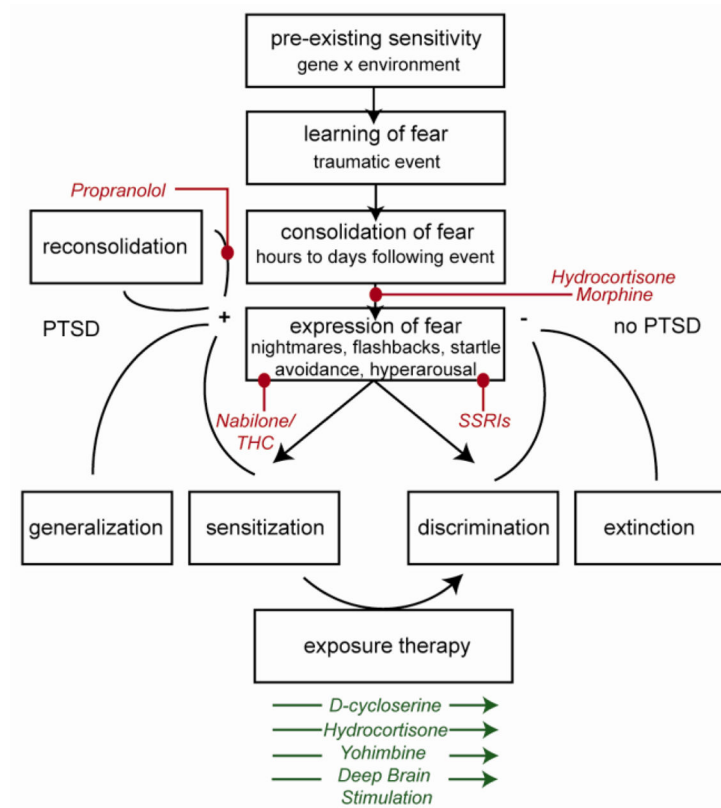 pre-existing sensitivity
gene x environment
learning of fear
traumatic event
Propranolol
consolidation of fear
hours to days following event
reconsolidation
Hydrocortisone
Morphine
PTSD
+
expression of fear
nightmares, flashbacks, startle
avoidance, hyperarousal
-
no PTSD
Nabilone/
THC
SSRIs
generalization
sensitization
discrimination
extinction
exposure therapy
D-cycloserine
Hydrocortisone
Yohimbine
Deep Brain
Stimulation